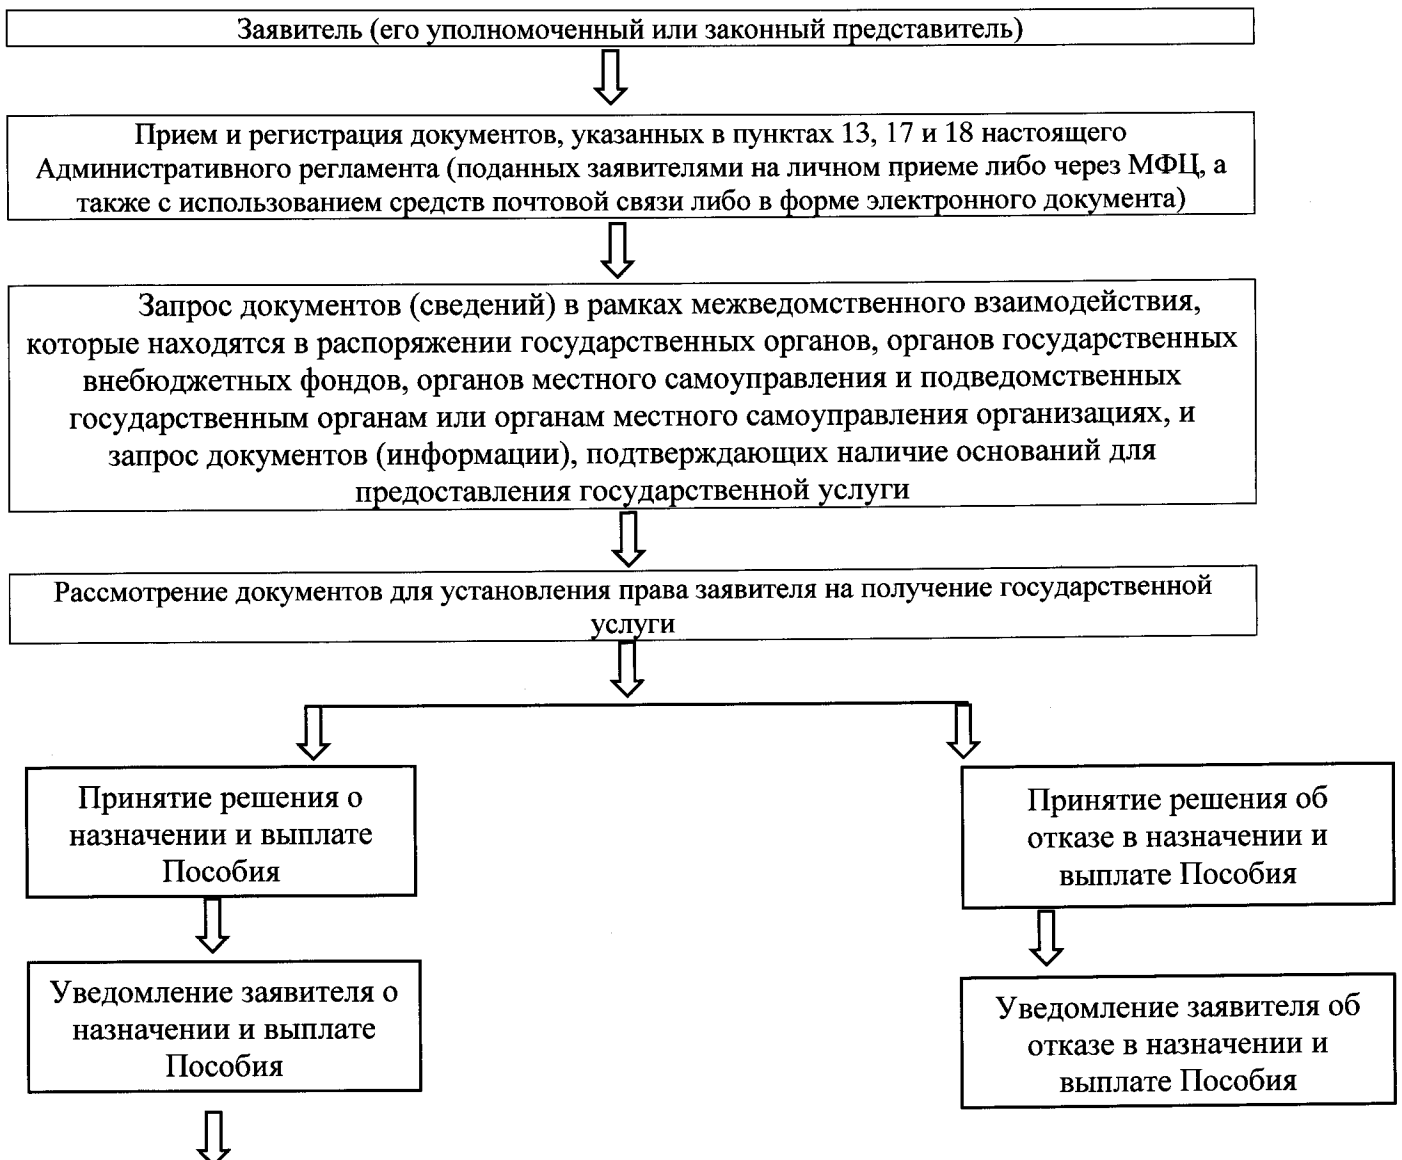 Заявитель (его уполномоченный или законный представитель)
Прием и регистрация документов, указанных в пунктах 13, 17 и 18 настоящего
Административного регламента (поданных заявителями на личном приеме либо через МФЦ, а
также с использованием средств почтовой связи либо в форме электронного документа)
Запрос документов (сведений) в рамках межведомственного взаимодействия,
которые находятся в распоряжении государственных органов, органов государственных
внебюджетных фондов, органов местного самоуправления и подведомственных
государственным органам или органам местного самоуправления организациях, и
запрос документов (информации), подтверждающих наличие оснований для
предоставления государственной услуги
Рассмотрение документов для установления права заявителя на получение государственной
услуги
Принятие решения о
назначении и выплате
Пособия
Принятие решения об
отказе в назначении и
выплате Пособия
Уведомление заявителя о
назначении и выплате
Пособия
Уведомление заявителя об
отказе в назначении и
выплате Пособия